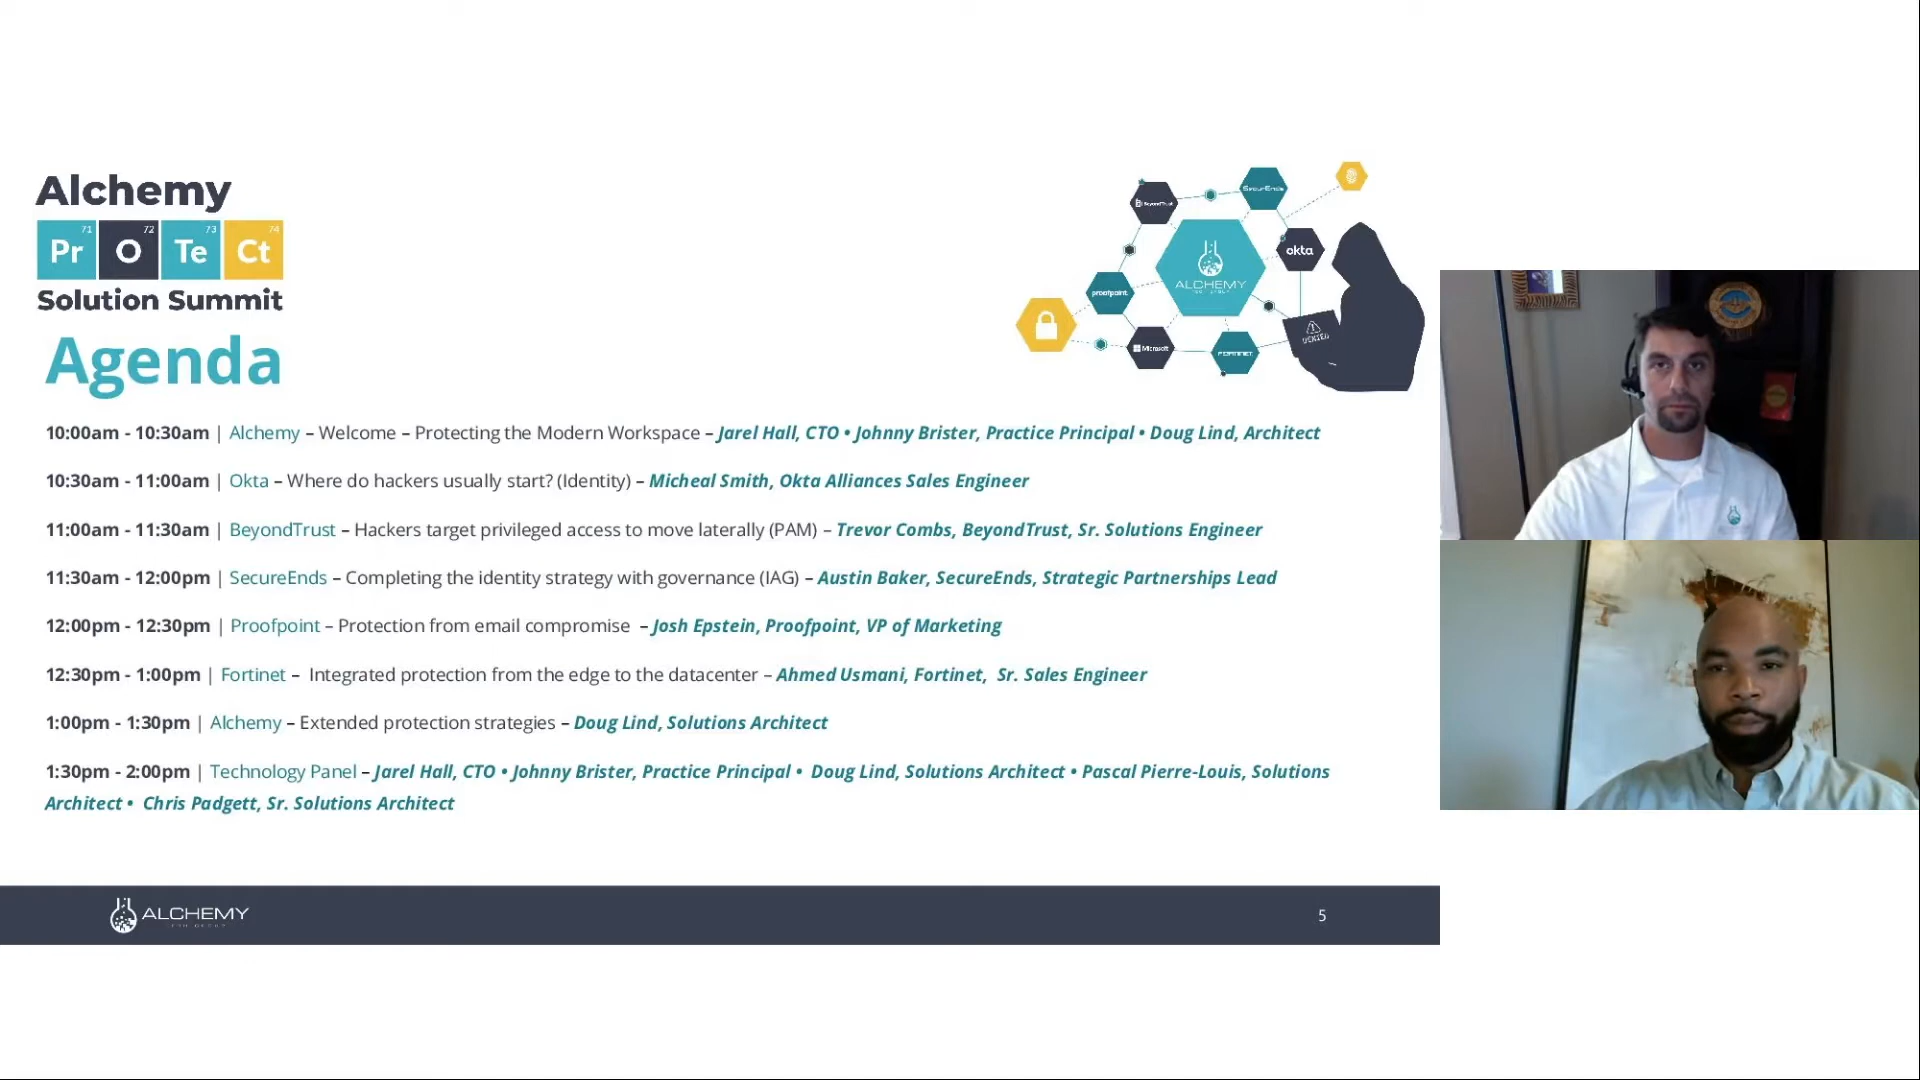 Alchemy
71 72 73 74
Pr O Te Ct
Solution Summit
Agenda
SecurEnds
BeyondTrust
okta
ALCHEMY
proofpoint.
DENIED
Microsoft
FORTINET
10:00am - 10:30am | Alchemy – Welcome – Protecting the Modern Workspace – Jarel Hall, CTO • Johnny Brister, Practice Principal • Doug Lind, Architect
10:30am - 11:00am | Okta – Where do hackers usually start? (Identity) – Micheal Smith, Okta Alliances Sales Engineer
11:00am - 11:30am | BeyondTrust – Hackers target privileged access to move laterally (PAM) – Trevor Combs, BeyondTrust, Sr. Solutions Engineer
11:30am - 12:00pm | SecureEnds – Completing the identity strategy with governance (IAG) – Austin Baker, SecureEnds, Strategic Partnerships Lead
12:00pm - 12:30pm | Proofpoint – Protection from email compromise – Josh Epstein, Proofpoint, VP of Marketing
12:30pm - 1:00pm | Fortinet – Integrated protection from the edge to the datacenter – Ahmed Usmani, Fortinet, Sr. Sales Engineer
1:00pm - 1:30pm | Alchemy – Extended protection strategies – Doug Lind, Solutions Architect
1:30pm - 2:00pm | Technology Panel – Jarel Hall, CTO • Johnny Brister, Practice Principal • Doug Lind, Solutions Architect • Pascal Pierre-Louis, Solutions
Architect • Chris Padgett, Sr. Solutions Architect
ALCHEMY
5